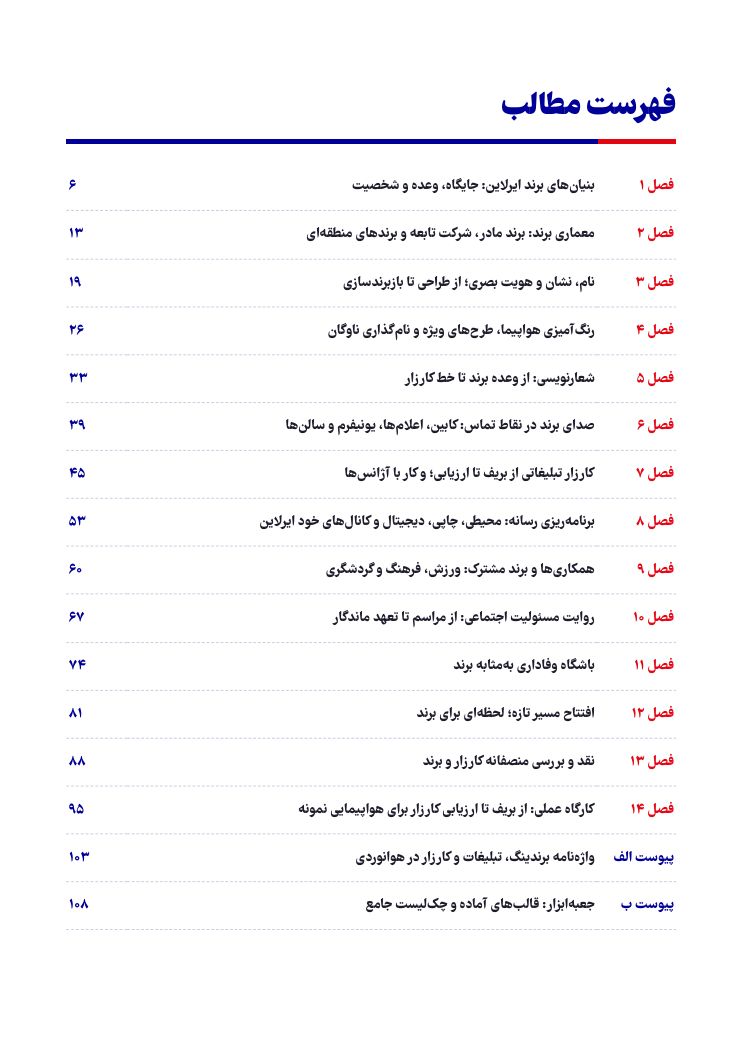 فهرست مطالب
فصل ۱ بنیان‌های برند ایرلاین: جایگاه، وعده و شخصیت ۶
فصل ۲ معماری برند: برند مادر، شرکت تابعه و برندهای منطقه‌ای ۱۳
فصل ۳ نام، نشان و هویت بصری؛ از طراحی تا بازبرندسازی ۱۹
فصل ۴ رنگ‌آمیزی هواپیما، طرح‌های ویژه و نام‌گذاری ناوگان ۲۶
فصل ۵ شعارنویسی: از وعده برند تا خط کارزار ۳۳
فصل ۶ صدای برند در نقاط تماس: کابین، اعلام‌ها، یونیفرم و سالن‌ها ۳۹
فصل ۷ کارزار تبلیغاتی از بریف تا ارزیابی؛ و کار با آژانس‌ها ۴۵
فصل ۸ برنامه‌ریزی رسانه: محیطی، چاپی، دیجیتال و کانال‌های خود ایرلاین ۵۳
فصل ۹ همکاری‌ها و برند مشترک: ورزش، فرهنگ و گردشگری ۶۰
فصل ۱۰ روایت مسئولیت اجتماعی: از مراسم تا تعهد ماندگار ۶۷
فصل ۱۱ باشگاه وفاداری به‌مثابه برند ۷۴
فصل ۱۲ افتتاح مسیر تازه؛ لحظه‌ای برای برند ۸۱
فصل ۱۳ نقد و بررسی منصفانه کارزار و برند ۸۸
فصل ۱۴ کارگاه عملی: از بریف تا ارزیابی کارزار برای هواپیمایی نمونه ۹۵
پیوست الف واژه‌نامه برندینگ، تبلیغات و کارزار در هوانوردی ۱۰۳
پیوست ب جعبه‌ابزار: قالب‌های آماده و چک‌لیست جامع ۱۰۸